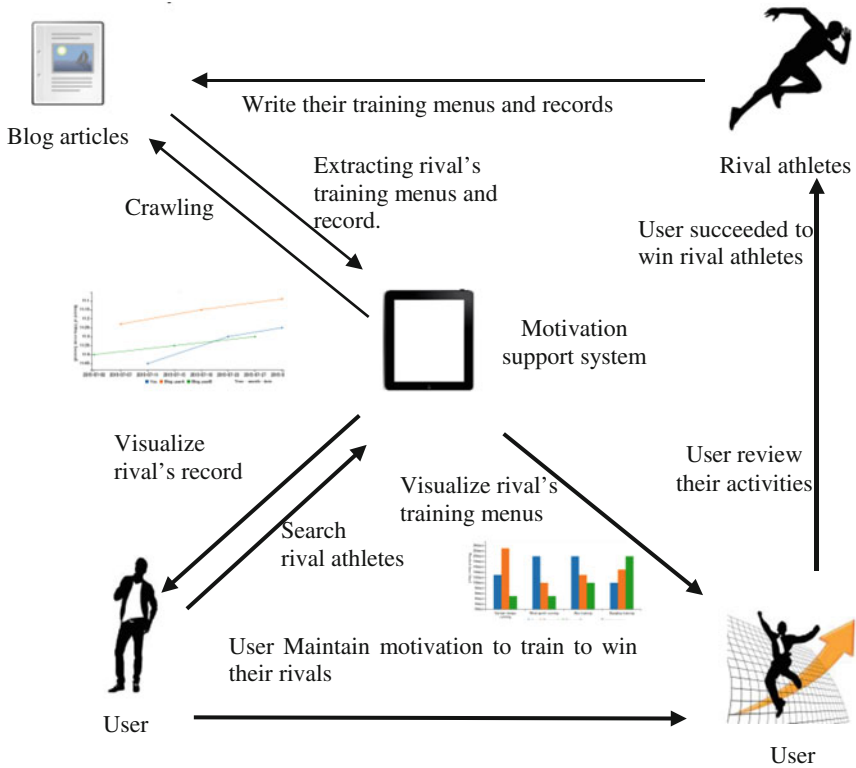 Write their training menus and records
Blog articles
Rival athletes
Extracting rival's
training menus and
record.
Crawling
User succeeded to
win rival athletes
Motivation
support system
Visualize
rival's record
User review
their activities
Visualize rival's
training menus
Search
rival athletes
User Maintain motivation to train to win
their rivals
User
User